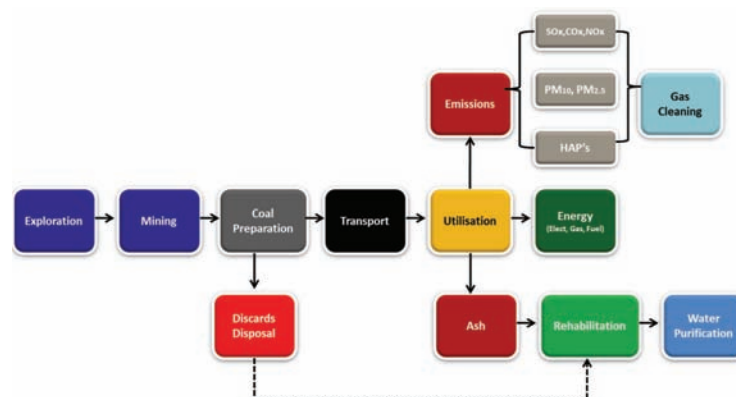 SOx,COx,NOx
Emissions
PM10, PM2.5
Gas
Cleaning
HAP's
Exploration
Mining
Coal
Preparation
Transport
Utilisation
Energy
(Elect, Gas, Fuel)
Discards
Disposal
Ash
Rehabilitation
Water
Purification